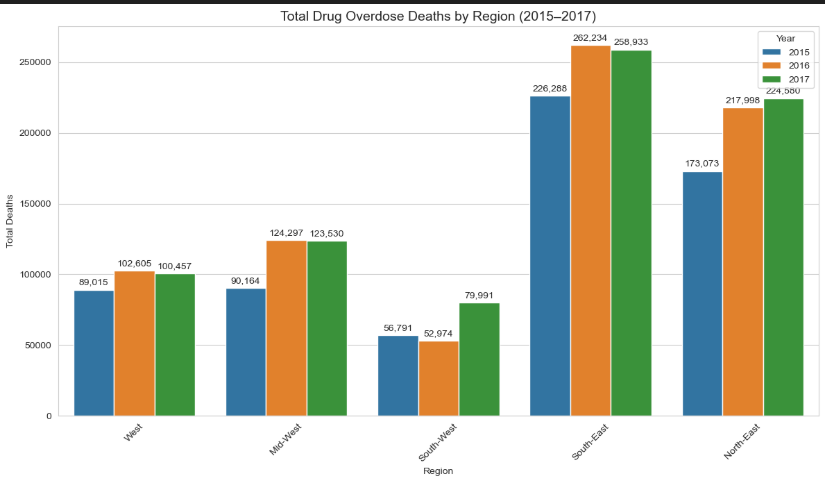 Total Drug Overdose Deaths by Region (2015–2017)
Year
2015
2016
2017
Total Deaths
250000
200000
150000
100000
50000
0
89,015
102,605
100,457
90,164
124,297
123,530
56,791
52,974
79,991
226,288
262,234
258,933
173,073
217,998
224,580
West
Mid-West
South-West
South-East
North-East
Region